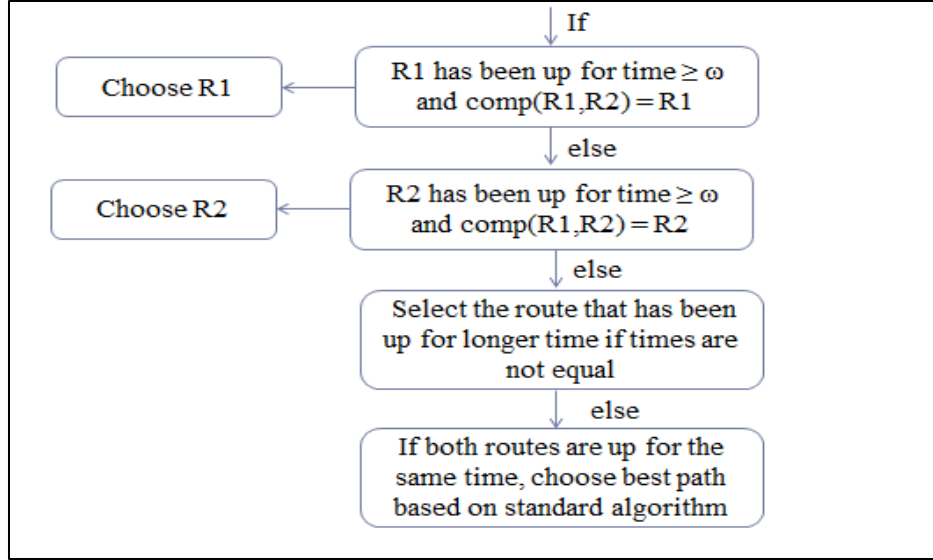 If
R1 has been up for time ≥ ω
and comp(R1,R2) = R1
Choose R1
else
R2 has been up for time ≥ ω
and comp(R1,R2) = R2
Choose R2
else
Select the route that has been
up for longer time if times are
not equal
else
If both routes are up for the
same time, choose best path
based on standard algorithm